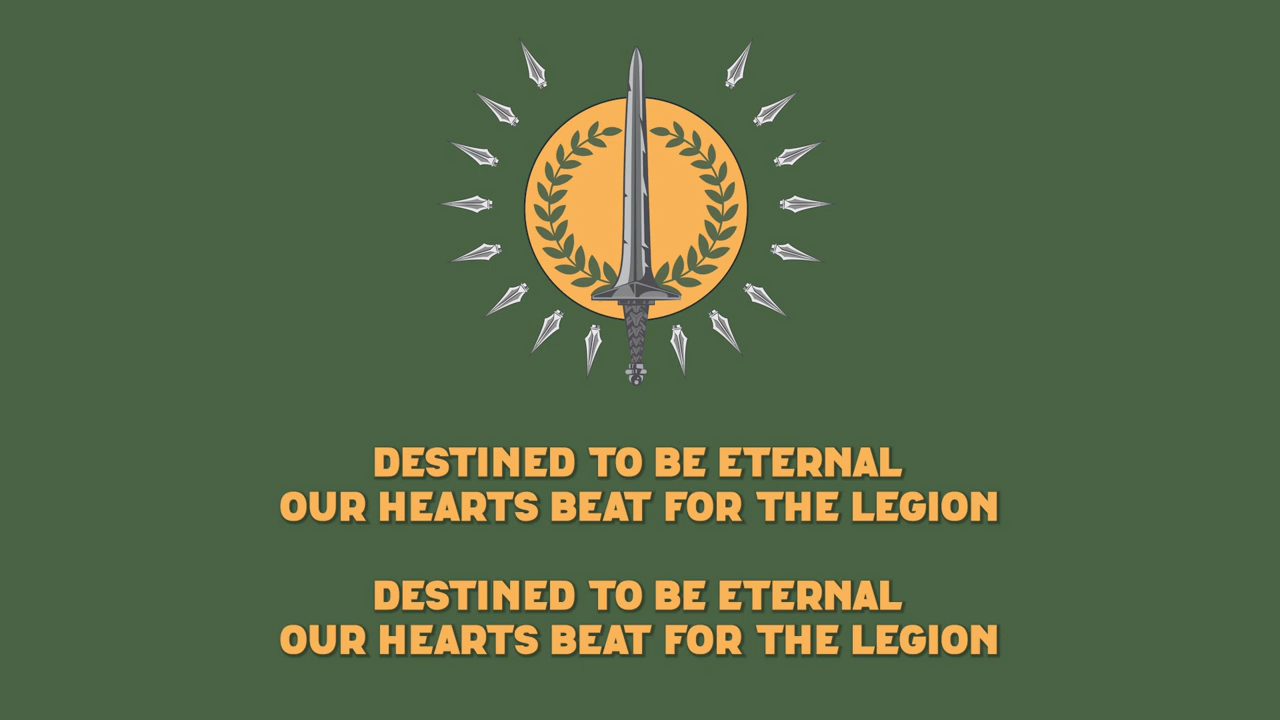 DESTINED TO BE ETERNAL
OUR HEARTS BEAT FOR THE LEGION
DESTINED TO BE ETERNAL
OUR HEARTS BEAT FOR THE LEGION